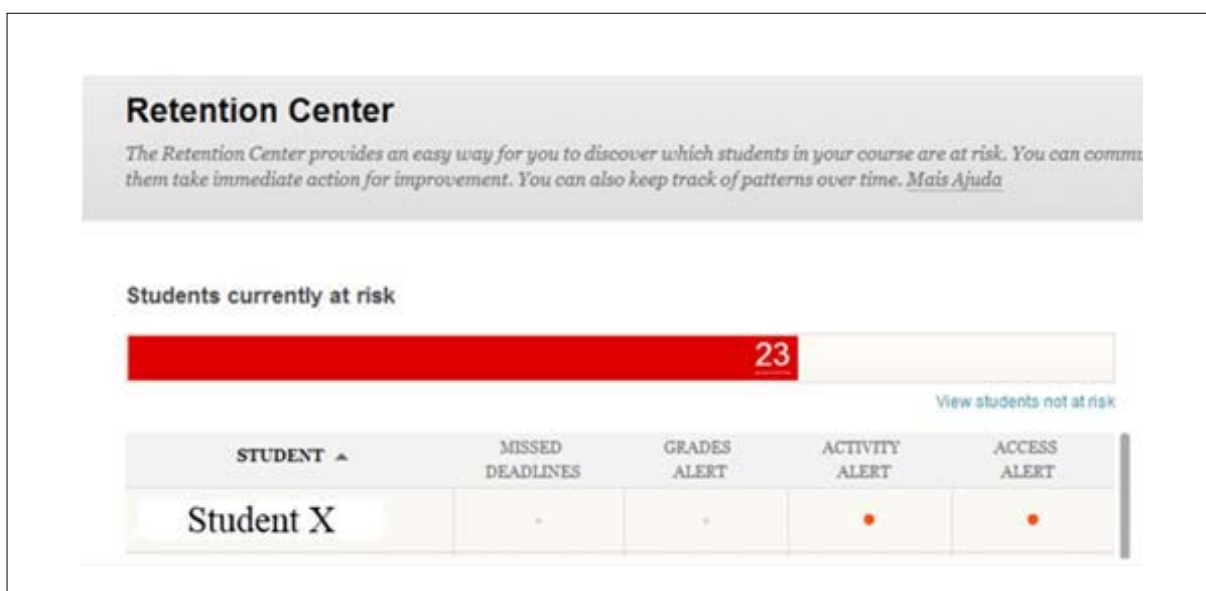 Retention Center
The Retention Center provides an easy way for you to discover which students in your course are at risk. You can
them take immediate action for improvement. You can also keep track of patterns over time. Mais Ajuda
Students currently at risk
23
View students not at risk
STUDENT
MISSED
DEADLINES
GRADES
ALERT
ACTIVITY
ALERT
ACCESS
ALERT
Student X